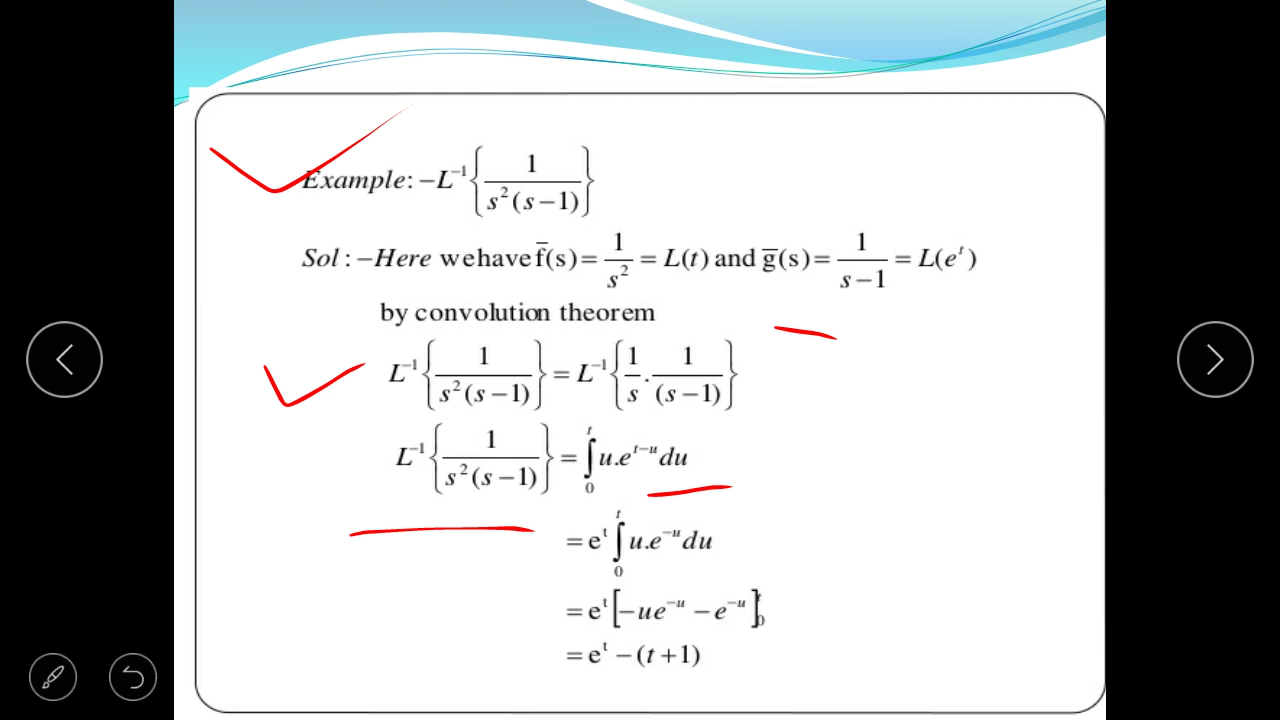 Example: −L⁻¹{1/(s²(s−1))}
Sol : −Here we have f̅(s) = 1/s² = L(t) and g̅(s) = 1/(s−1) = L(eᵗ)
by convolution theorem
L⁻¹{1/(s²(s−1))} = L⁻¹{1/s . 1/(s−1)}
L⁻¹{1/(s²(s−1))} = ∫₀ᵗ u.eᵗ⁻ᵘ du
= eᵗ ∫₀ᵗ u.e⁻ᵘ du
= eᵗ [−ue⁻ᵘ − e⁻ᵘ]₀ᵗ
= eᵗ − (t +1)